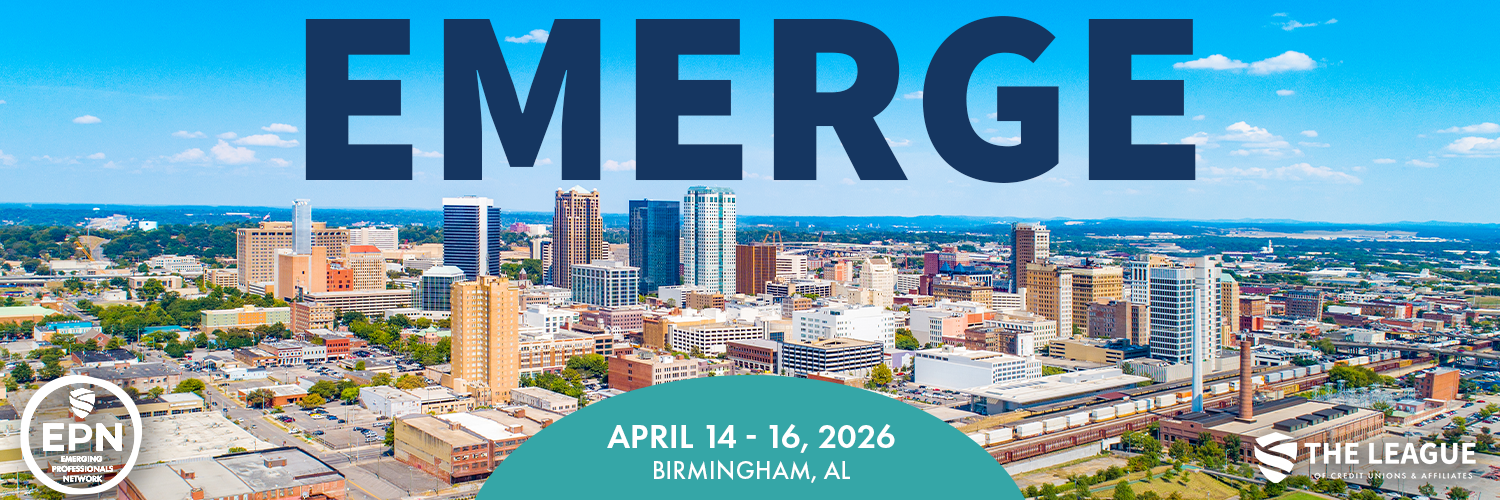 EMERGE
APRIL 14 - 16, 2026
BIRMINGHAM, AL
EPN
EMERGING
PROFESSIONALS
NETWORK
THE LEAGUE
OF CREDIT UNIONS & AFFILIATES